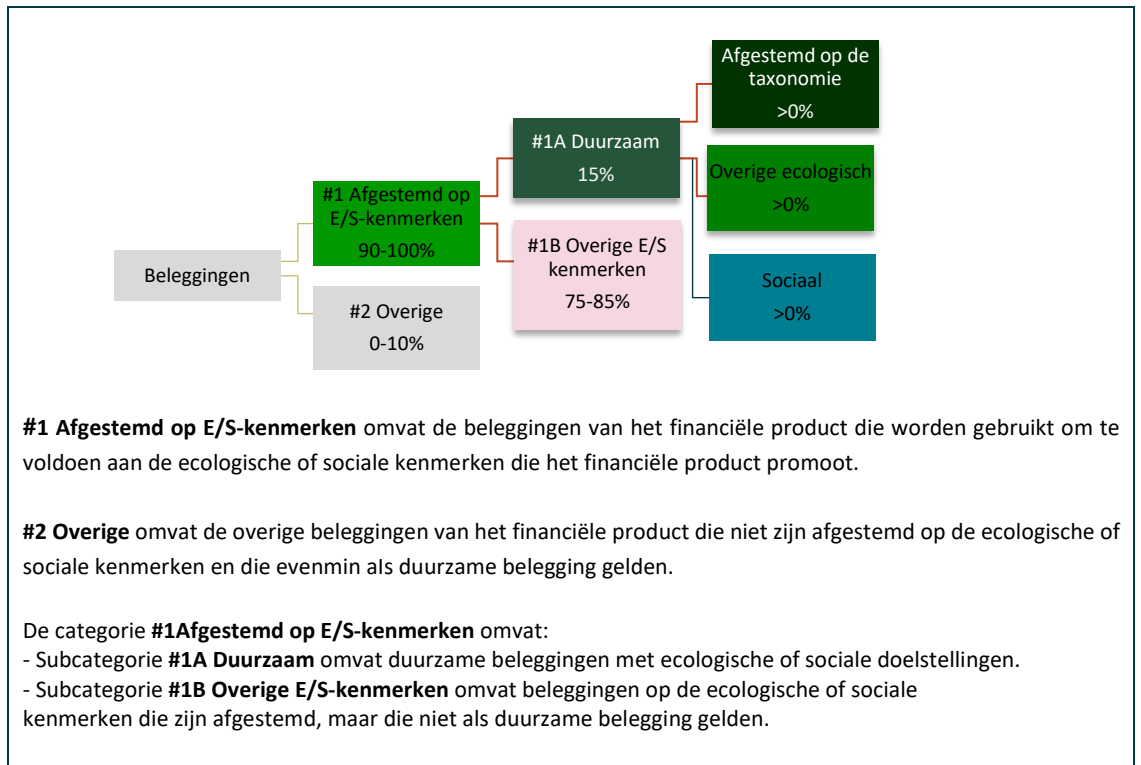 Beleggingen
#1 Afgestemd op
E/S-kenmerken
90-100%
#2 Overige
0-10%
#1A Duurzaam
15%
#1B Overige E/S
kenmerken
75-85%
Afgestemd op de
taxonomie
>0%
Overige ecologisch
>0%
Sociaal
>0%
#1 Afgestemd op E/S-kenmerken omvat de beleggingen van het financiële product die worden gebruikt om te
voldoen aan de ecologische of sociale kenmerken die het financiële product promoot.
#2 Overige omvat de overige beleggingen van het financiële product die niet zijn afgestemd op de ecologische of
sociale kenmerken en die evenmin als duurzame belegging gelden.
De categorie #1Afgestemd op E/S-kenmerken omvat:
- Subcategorie #1A Duurzaam omvat duurzame beleggingen met ecologische of sociale doelstellingen.
- Subcategorie #1B Overige E/S-kenmerken omvat beleggingen op de ecologische of sociale
kenmerken die zijn afgestemd, maar die niet als duurzame belegging gelden.